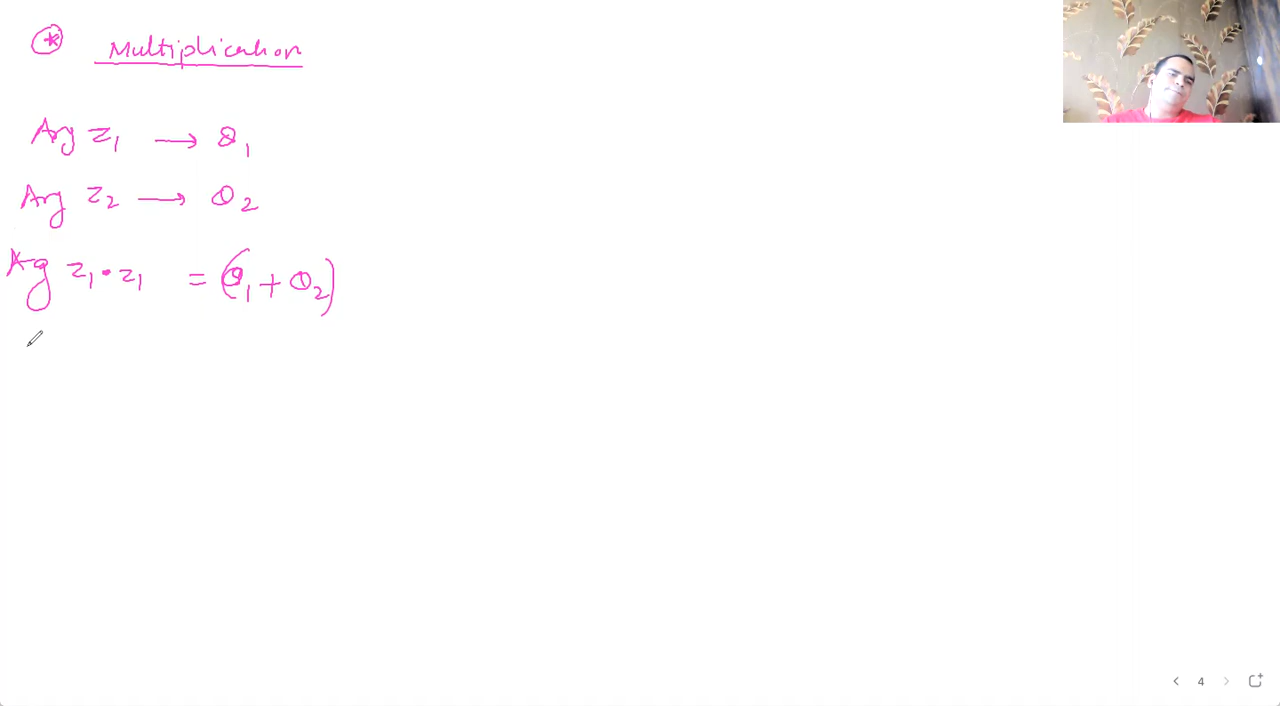 * Multiplication
Arg z₁ → θ₁
Arg z₂ → θ₂
Arg z₁・z₁ = (θ₁ + θ₂)
4